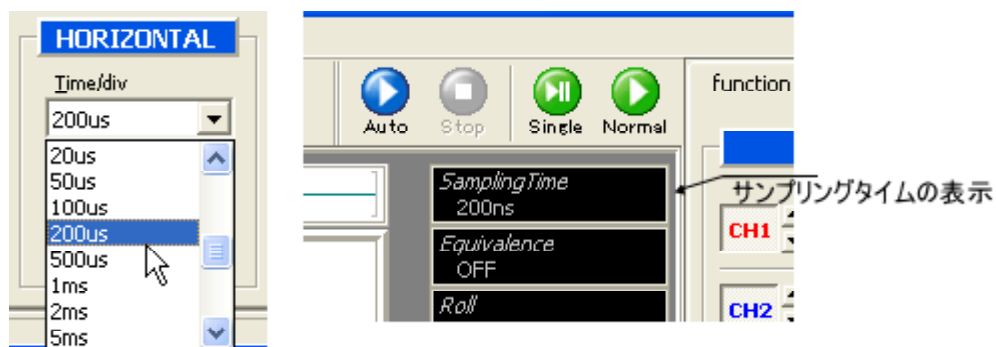 HORIZONTAL
Time/div
200us
20us
50us
100us
200us
500us
1ms
2ms
5ms
Auto
Stop
Single
Normal
function
SamplingTime
200ns
Equivalence
OFF
Roll
サンプリングタイムの表示
CH1
CH2